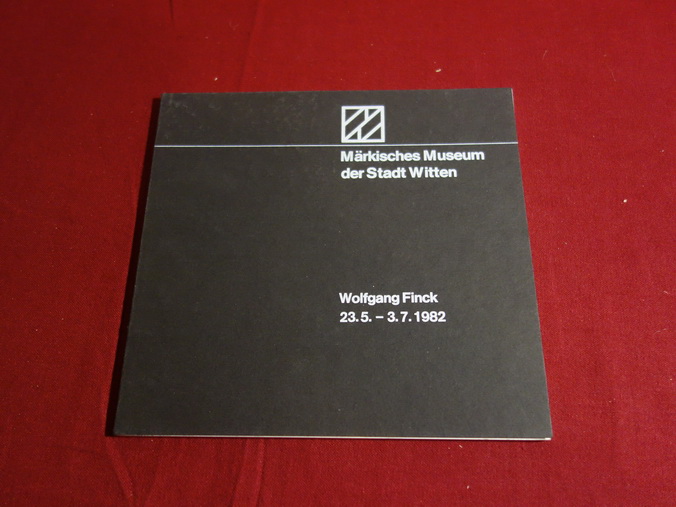 Märkisches Museum
der Stadt Witten
Wolfgang Finck
23.5. – 3.7.1982